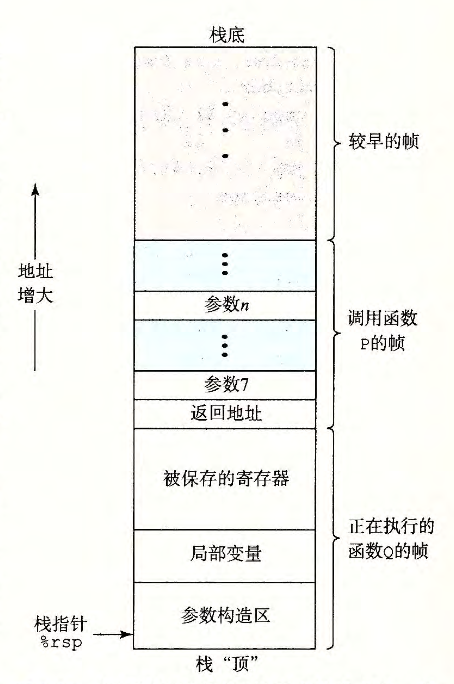 栈底
较早的帧
地址
增大
参数n
调用函数
P的帧
参数7
返回地址
被保存的寄存器
正在执行的
函数Q的帧
局部变量
参数构造区
栈指针
%rsp
栈“顶”